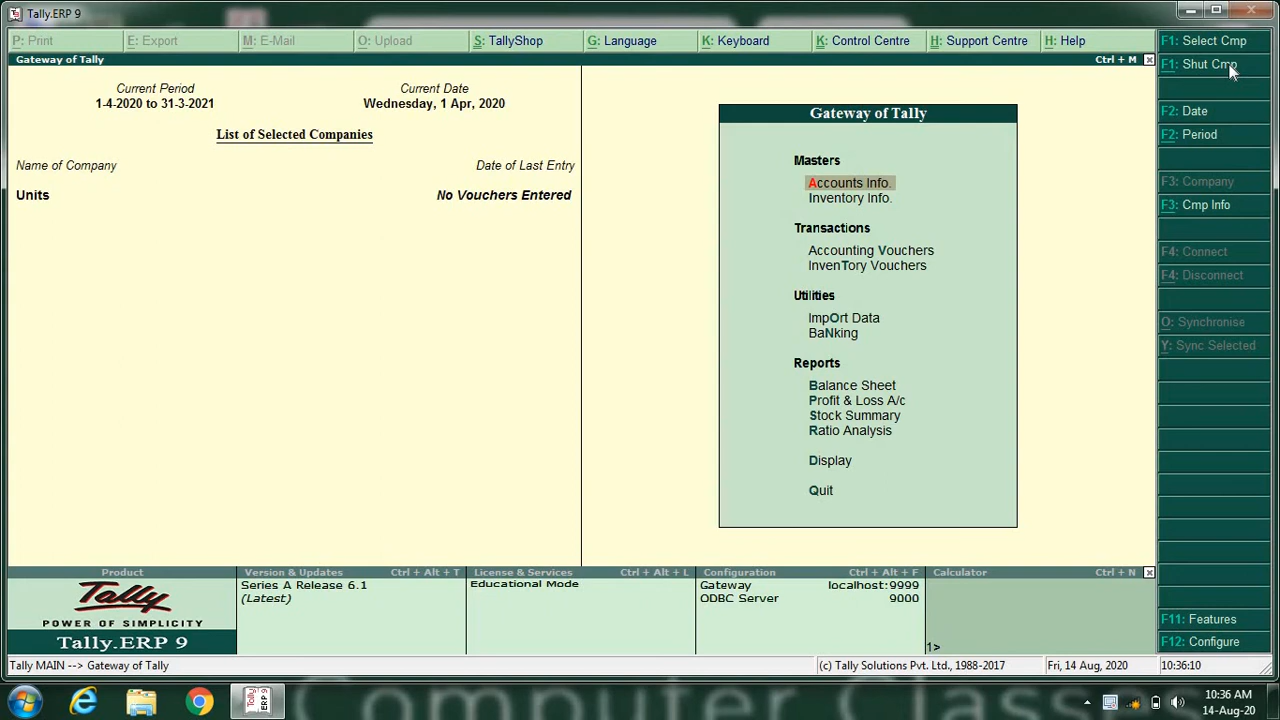 Tally.ERP 9
P: Print
E: Export
M: E-Mail
O: Upload
S: TallyShop
G: Language
K: Keyboard
K: Control Centre
H: Support Centre
H: Help
F1: Select Cmp
Gateway of Tally
Ctrl + M
F1: Shut Cmp
Current Period
1-4-2020 to 31-3-2021
Current Date
Wednesday, 1 Apr, 2020
List of Selected Companies
Name of Company
Date of Last Entry
Units
No Vouchers Entered
Gateway of Tally
Masters
Accounts Info.
Inventory Info.
Transactions
Accounting Vouchers
InvenTory Vouchers
Utilities
ImpOrt Data
BaNking
Reports
Balance Sheet
Profit & Loss A/c
Stock Summary
Ratio Analysis
Display
Quit
F2: Date
F2: Period
F3: Company
F3: Cmp Info
F4: Connect
F4: Disconnect
O: Synchronise
Y: Sync Selected
F11: Features
F12: Configure
Product
Tally
POWER OF SIMPLICITY
Tally.ERP 9
Version & Updates
Ctrl + Alt + T
Series A Release 6.1
(Latest)
License & Services
Ctrl + Alt + L
Educational Mode
Configuration
Ctrl + Alt + F
Gateway
localhost:9999
ODBC Server
9000
Calculator
Ctrl + N
1>
Tally MAIN --> Gateway of Tally
(c) Tally Solutions Pvt. Ltd., 1988-2017
Fri, 14 Aug, 2020
10:36:10
10:36 AM
14-Aug-20